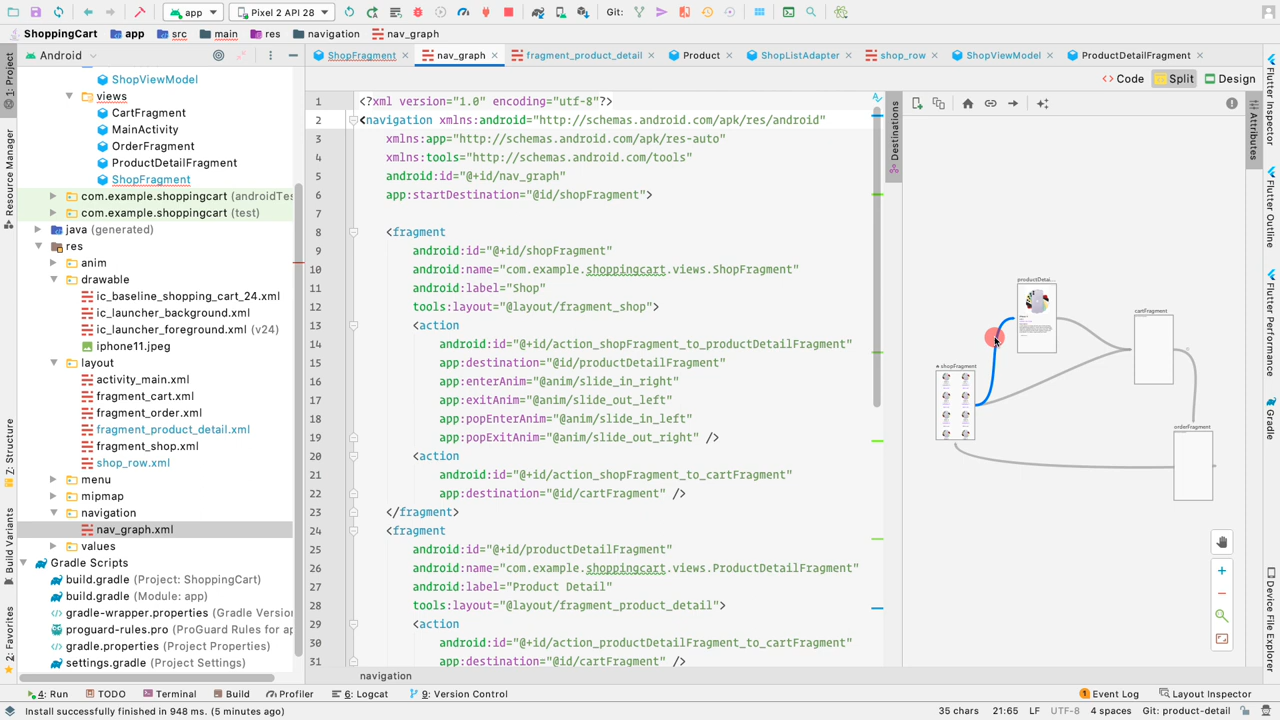 app
Pixel 2 API 28
Git:
ShoppingCart
app
src
main
res
navigation
nav_graph
Android
ShopFragment
nav_graph
fragment_product_detail
Product
ShopListAdapter
shop_row
ShopViewModel
ProductDetailFragment
Code
Split
Design
1: Project
Resource Manager
Z: Structure
Build Variants
2: Favorites
ShopViewModel
views
CartFragment
MainActivity
OrderFragment
ProductDetailFragment
ShopFragment
com.example.shoppingcart (androidTes
com.example.shoppingcart (test)
java (generated)
res
anim
drawable
ic_baseline_shopping_cart_24.xml
ic_launcher_background.xml
ic_launcher_foreground.xml (v24)
iphone11.jpeg
layout
activity_main.xml
fragment_cart.xml
fragment_order.xml
fragment_product_detail.xml
fragment_shop.xml
shop_row.xml
menu
mipmap
navigation
nav_graph.xml
values
Gradle Scripts
build.gradle (Project: ShoppingCart)
build.gradle (Module: app)
gradle-wrapper.properties (Gradle Version
proguard-rules.pro (ProGuard Rules for ap
gradle.properties (Project Properties)
settings.gradle (Project Settings)
1 <?xml version="1.0" encoding="utf-8"?>
2 <navigation xmlns:android="http://schemas.android.com/apk/res/android"
3 xmlns:app="http://schemas.android.com/apk/res-auto"
4 xmlns:tools="http://schemas.android.com/tools"
5 android:id="@+id/nav_graph"
6 app:startDestination="@id/shopFragment">
7
8 <fragment
9 android:id="@+id/shopFragment"
10 android:name="com.example.shoppingcart.views.ShopFragment"
11 android:label="Shop"
12 tools:layout="@layout/fragment_shop">
13 <action
14 android:id="@+id/action_shopFragment_to_productDetailFragment"
15 app:destination="@id/productDetailFragment"
16 app:enterAnim="@anim/slide_in_right"
17 app:exitAnim="@anim/slide_out_left"
18 app:popEnterAnim="@anim/slide_in_left"
19 app:popExitAnim="@anim/slide_out_right" />
20 <action
21 android:id="@+id/action_shopFragment_to_cartFragment"
22 app:destination="@id/cartFragment" />
23 </fragment>
24 <fragment
25 android:id="@+id/productDetailFragment"
26 android:name="com.example.shoppingcart.views.ProductDetailFragment"
27 android:label="Product Detail"
28 tools:layout="@layout/fragment_product_detail">
29 <action
30 android:id="@+id/action_productDetailFragment_to_cartFragment"
31 app:destination="@id/cartFragment" />
navigation
Destinations
productDetai...
cartFragment
shopFragment
orderFragment
Attributes
Flutter Inspector
Flutter Outline
Flutter Performance
Gradle
Device File Explorer
4: Run
TODO
Terminal
Build
Profiler
6: Logcat
9: Version Control
1 Event Log
Layout Inspector
Install successfully finished in 948 ms. (5 minutes ago)
35 chars
21:65
LF
UTF-8
4 spaces
Git: product-detail